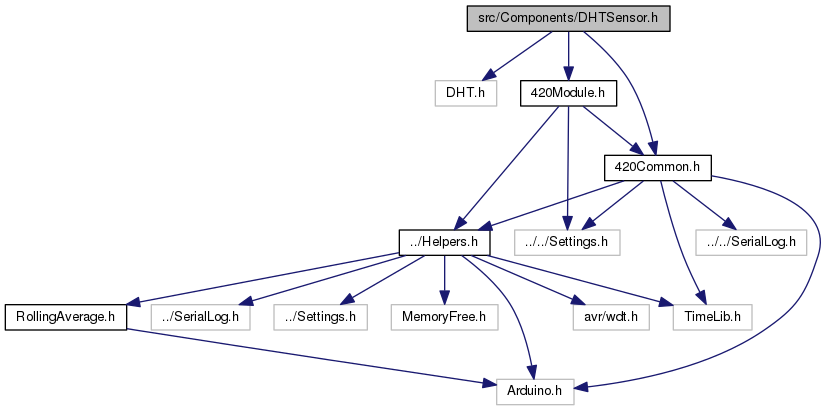 src/Components/DHTSensor.h
DHT.h
420Module.h
420Common.h
../Helpers.h
../../Settings.h
../../SerialLog.h
RollingAverage.h
../SerialLog.h
../Settings.h
MemoryFree.h
avr/wdt.h
TimeLib.h
Arduino.h